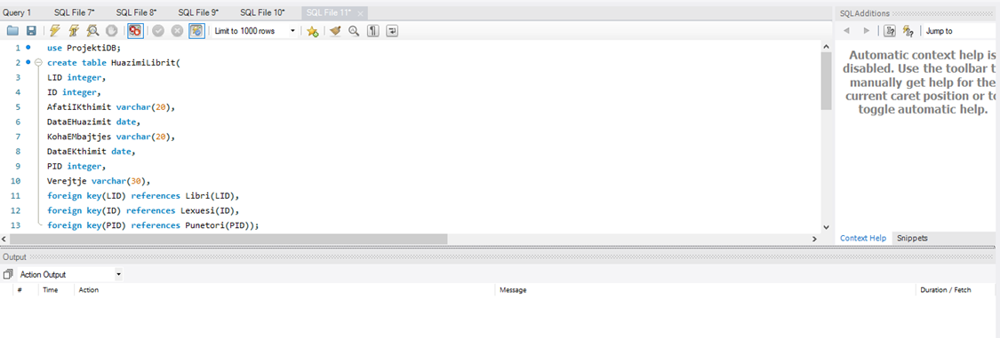 Query 1 SQL File 7* SQL File 8* SQL File 9* SQL File 10* SQL File 11*
Limit to 1000 rows
1 use ProjektiDB;
2 create table HuazimiLibrit(
3 LID integer,
4 ID integer,
5 AfatiIKthimit varchar(20),
6 DataEHuazimit date,
7 KohaEMbajtjes varchar(20),
8 DataEKthimit date,
9 PID integer,
10 Verejtje varchar(30),
11 foreign key(LID) references Libri(LID),
12 foreign key(ID) references Lexuesi(ID),
13 foreign key(PID) references Punetori(PID));
SQLAdditions
Jump to
Automatic context help is
disabled. Use the toolbar t
manually get help for the
current caret position or to
toggle automatic help.
Context Help Snippets
Output
Action Output
# Time Action Message Duration / Fetch